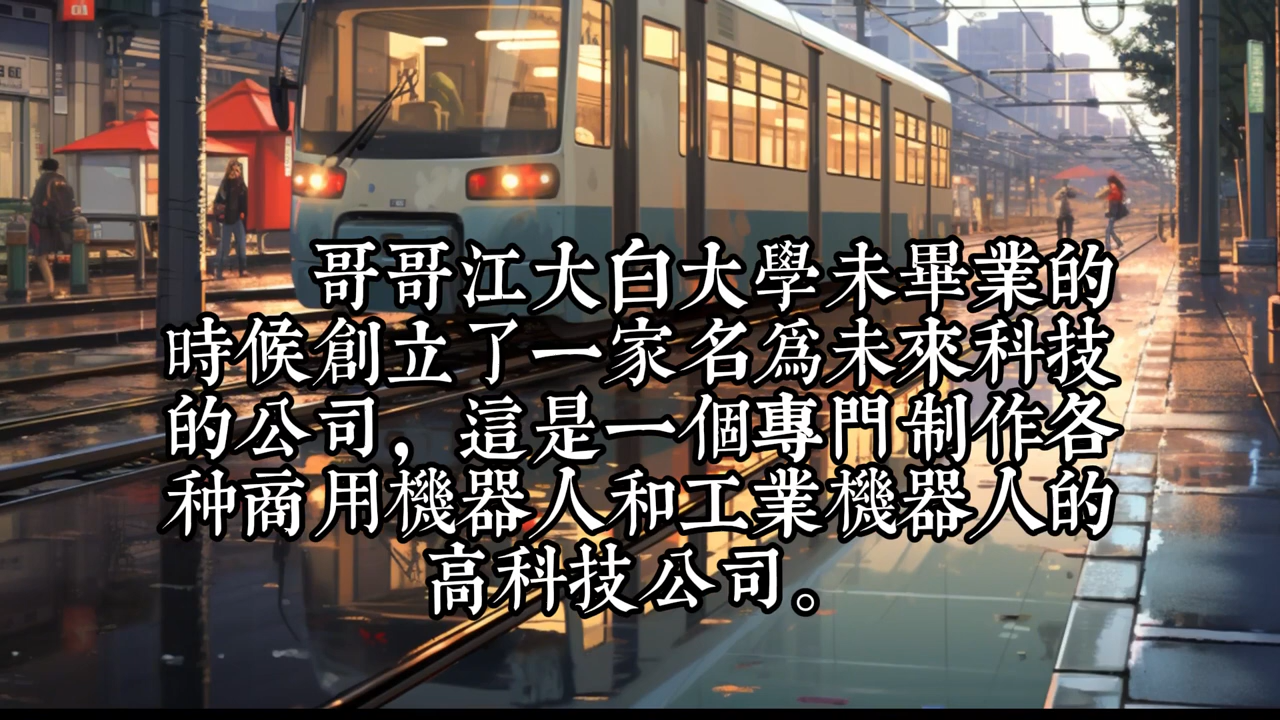 哥哥江大白大學未畢業的
時候創立了一家名爲未來科技
的公司，這是一個專門制作各
种商用機器人和工業機器人的
高科技公司。